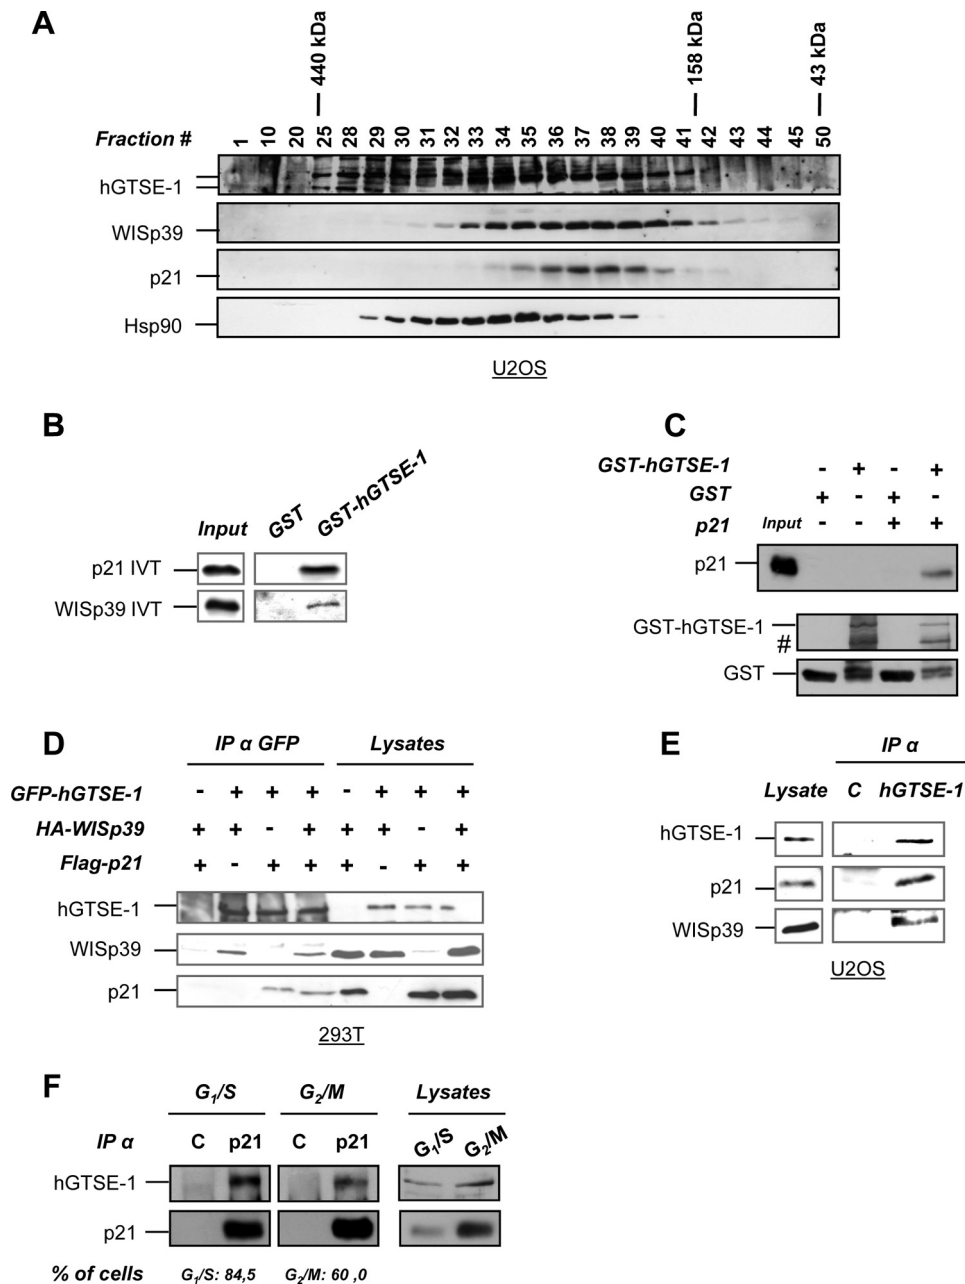 A
440 kDa
158 kDa
43 kDa
Fraction # 1 10 20 25 28 29 30 31 32 33 34 35 36 37 38 39 40 41 42 43 44 45 50
hGTSE-1
WISp39
p21
Hsp90
U2OS
B
Input GST GST-hGTSE-1
p21 IVT
WISp39 IVT
C
GST-hGTSE-1 - + - +
GST + - + -
p21 Input - - + +
p21
GST-hGTSE-1
#
GST
D
IP α GFP Lysates
GFP-hGTSE-1 - + + + - + + +
HA-WISp39 + + - + + + - +
Flag-p21 + - + + + - + +
hGTSE-1
WISp39
p21
293T
E
IP α
Lysate C hGTSE-1
hGTSE-1
p21
WISp39
U2OS
F
G₁/S G₂/M Lysates
IP α C p21 C p21 G₁/S G₂/M
hGTSE-1
p21
% of cells G₁/S: 84,5 G₂/M: 60 ,0